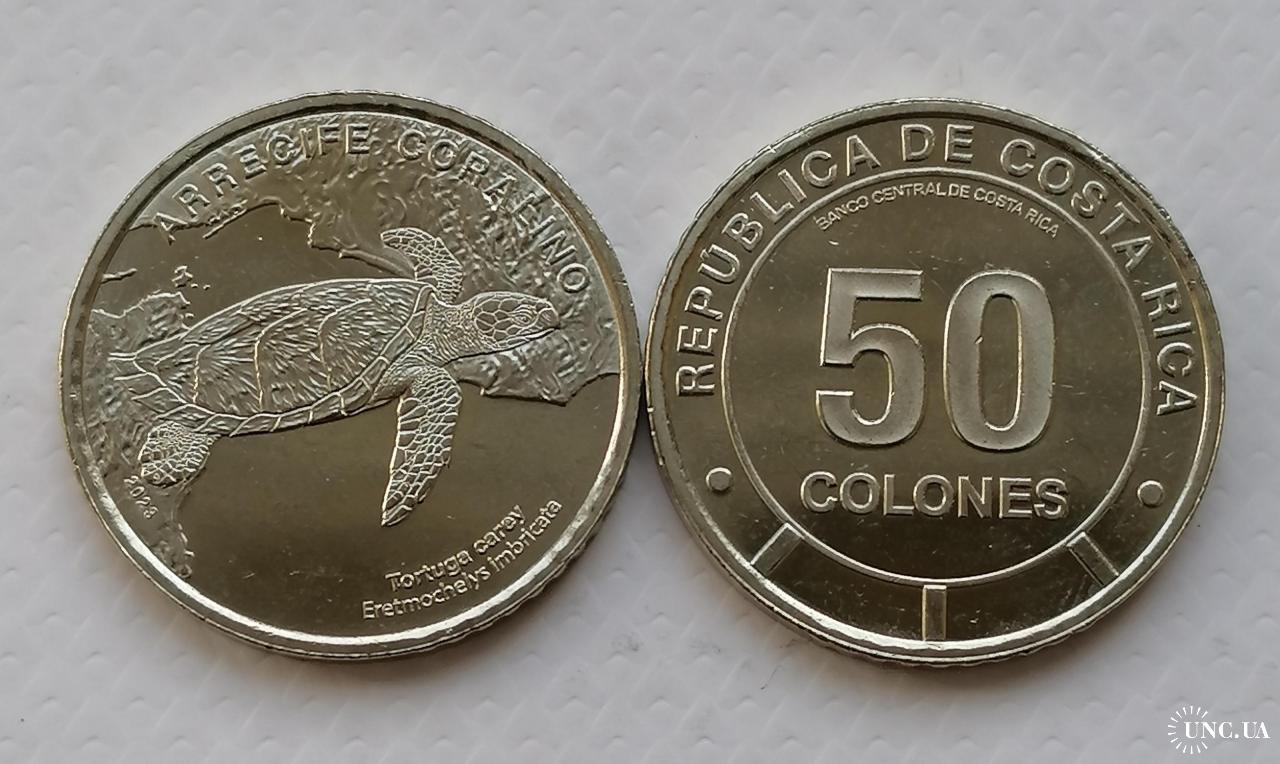 ARRECIFE CORALINO
2023
Tortuga carey
Eretmochelys imbricata
REPÚBLICA DE COSTA RICA
BANCO CENTRAL DE COSTA RICA
50
COLONES
UNC.UA